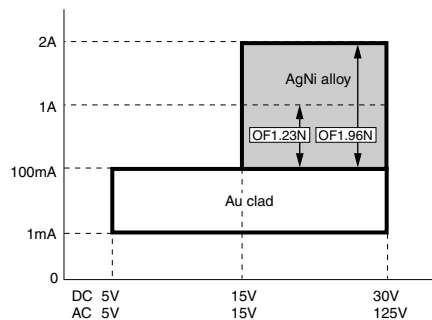 2A
AgNi alloy
1A
OF1.23N OF1.96N
100mA
Au clad
1mA
0
DC 5V 15V 30V
AC 5V 15V 125V